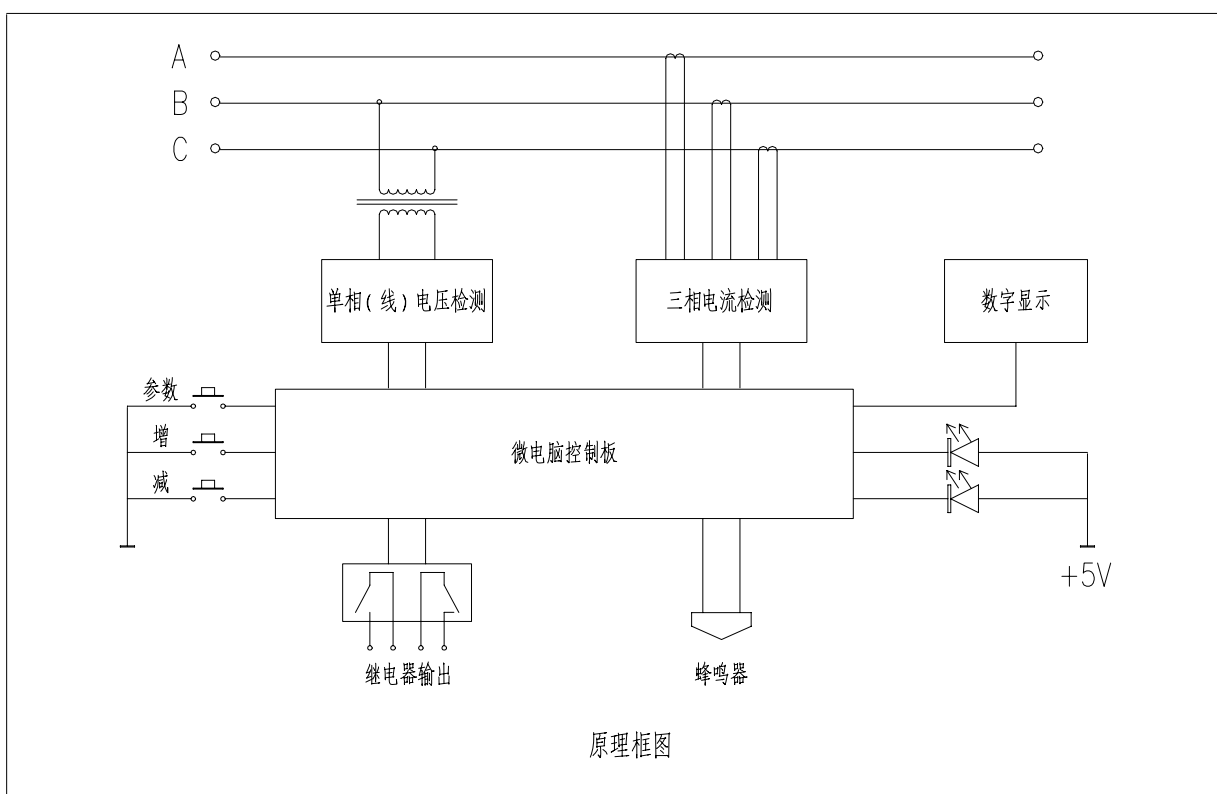 A
B
C
单相(线)电压检测
三相电流检测
数字显示
参数
增
减
微电脑控制板
+5V
继电器输出
蜂鸣器
原理框图